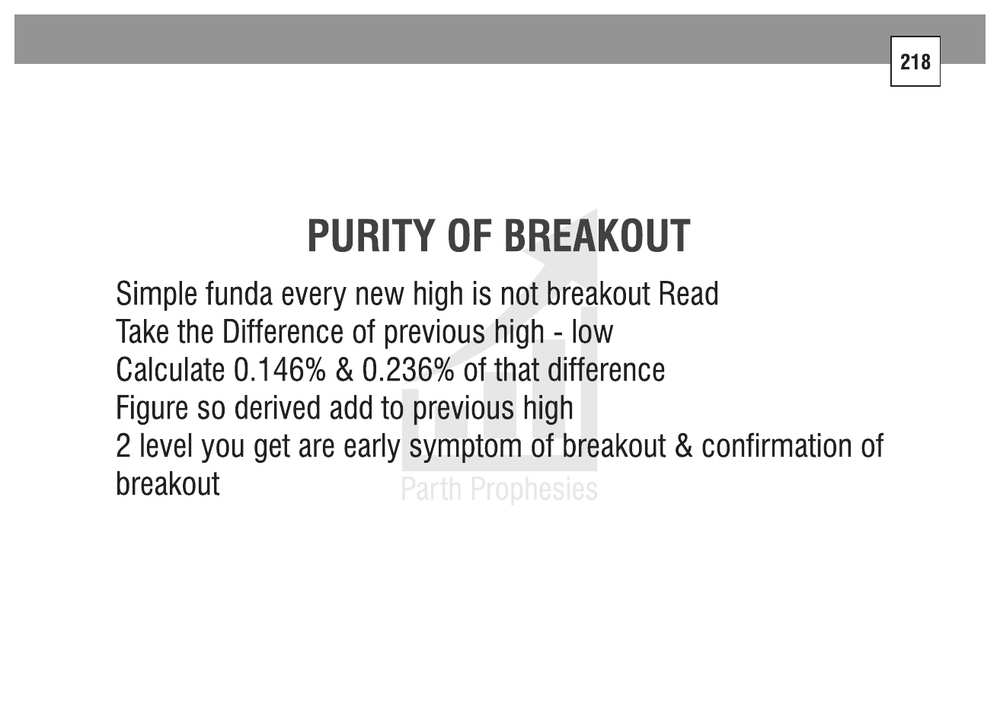 218
PURITY OF BREAKOUT
Simple funda every new high is not breakout Read
Take the Difference of previous high - low
Calculate 0.146% & 0.236% of that difference
Figure so derived add to previous high
2 level you get are early symptom of breakout & confirmation of
breakout
Parth Prophesies